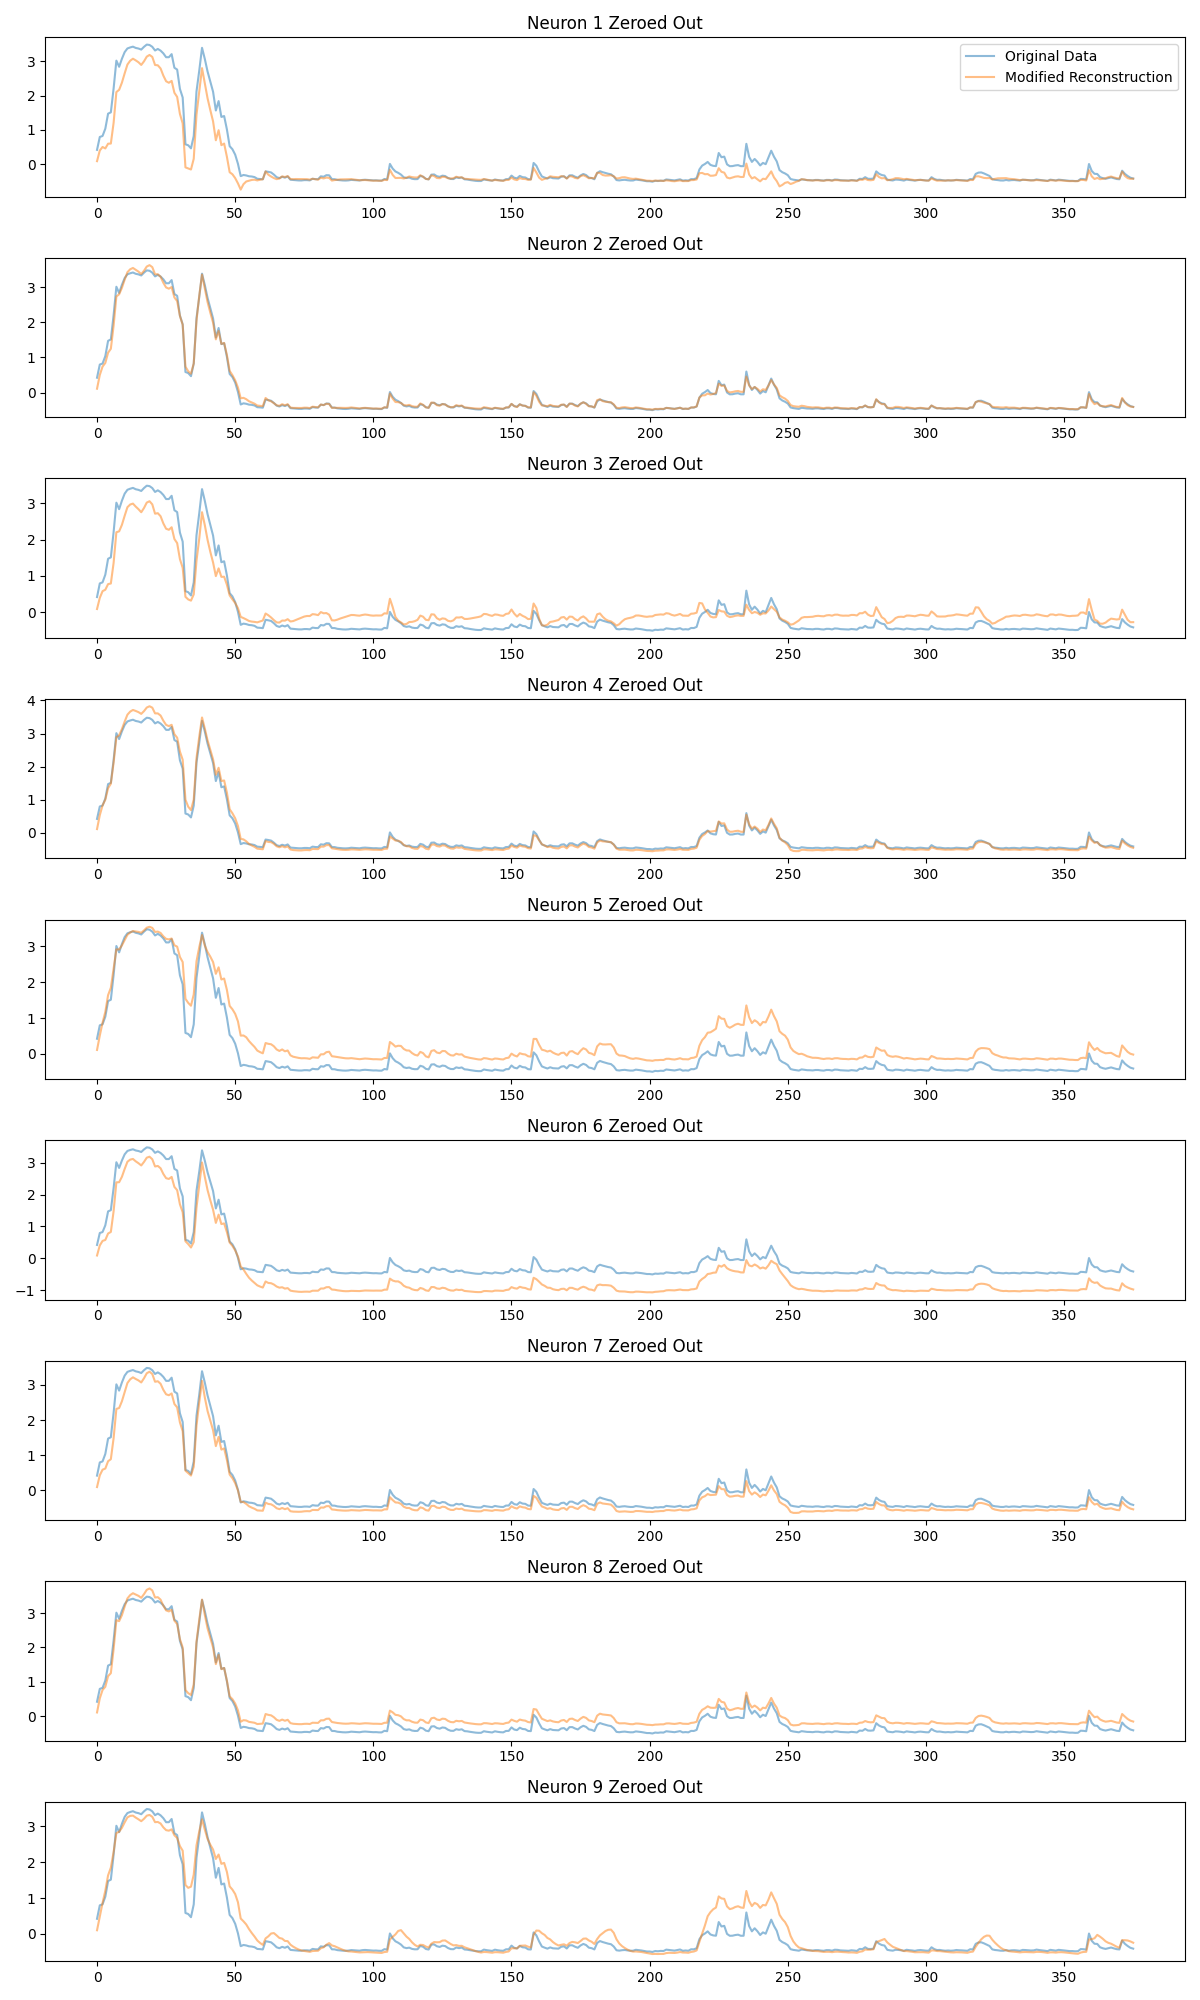 Neuron 1 Zeroed Out
Original Data
Modified Reconstruction
3
2
1
0
0 50 100 150 200 250 300 350
Neuron 2 Zeroed Out
3
2
1
0
0 50 100 150 200 250 300 350
Neuron 3 Zeroed Out
3
2
1
0
0 50 100 150 200 250 300 350
Neuron 4 Zeroed Out
4
3
2
1
0
0 50 100 150 200 250 300 350
Neuron 5 Zeroed Out
3
2
1
0
0 50 100 150 200 250 300 350
Neuron 6 Zeroed Out
3
2
1
0
−1
0 50 100 150 200 250 300 350
Neuron 7 Zeroed Out
3
2
1
0
0 50 100 150 200 250 300 350
Neuron 8 Zeroed Out
3
2
1
0
0 50 100 150 200 250 300 350
Neuron 9 Zeroed Out
3
2
1
0
0 50 100 150 200 250 300 350